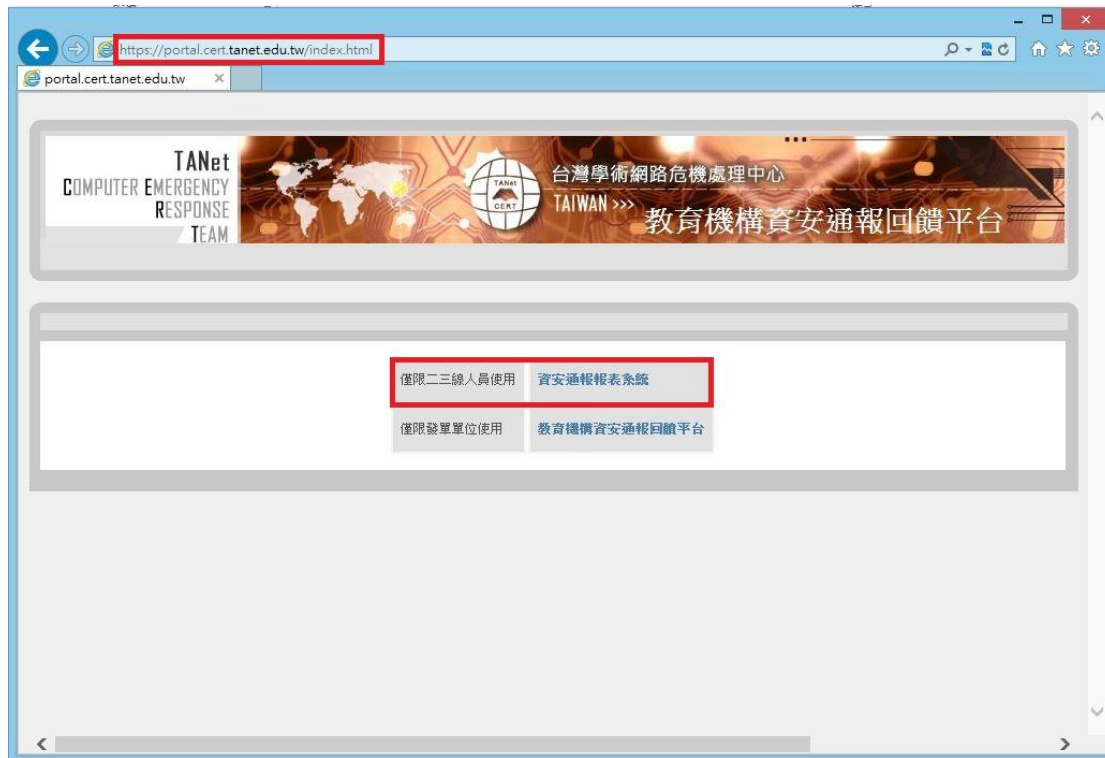 https://portal.cert.tanet.edu.tw/index.html
portal.cert.tanet.edu.tw
TANet
COMPUTER EMERGENCY
RESPONSE
TEAM
TANet
CERT
台灣學術網路危機處理中心
TAIWAN >>>
教育機構資安通報回饋平台
僅限二三線人員使用 資安通報報表系統
僅限發單單位使用 教育機構資安通報回饋平台